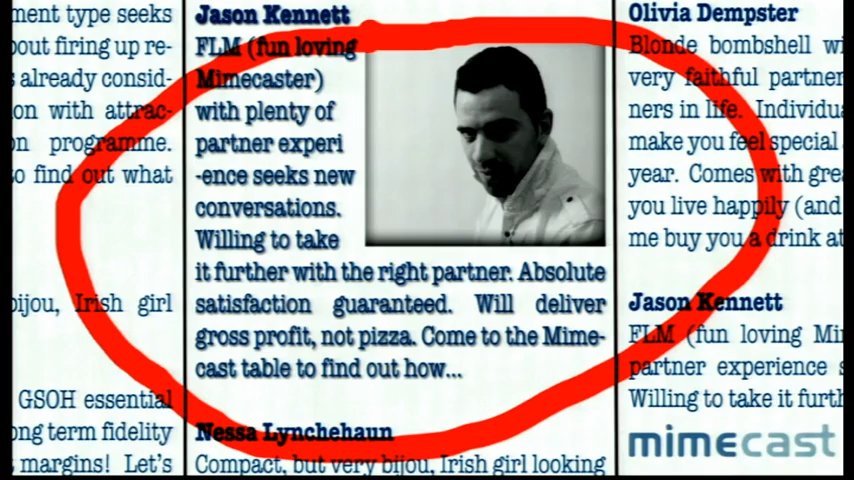 ment type seeks
out firing up re-
already consid-
on with attrac-
on programme.
o find out what
bijou, Irish girl
GSOH essential
ong term fidelity
margins! Let's
Jason Kennett
FLM (fun loving
Mimecaster)
with plenty of
partner experi
-ence seeks new
conversations.
Willing to take
it further with the right partner. Absolute
satisfaction guaranteed. Will deliver
gross profit, not pizza. Come to the Mime-
cast table to find out how...
Nessa Lynchehaun
Compact, but very bijou, Irish girl looking
Olivia Dempster
Blonde bombshell wi
very faithful partner
ners in life. Individua
make you feel special
year. Comes with grea
you live happily (and
me buy you a drink at
Jason Kennett
FLM (fun loving Mi
partner experience s
Willing to take it furth
mimecast